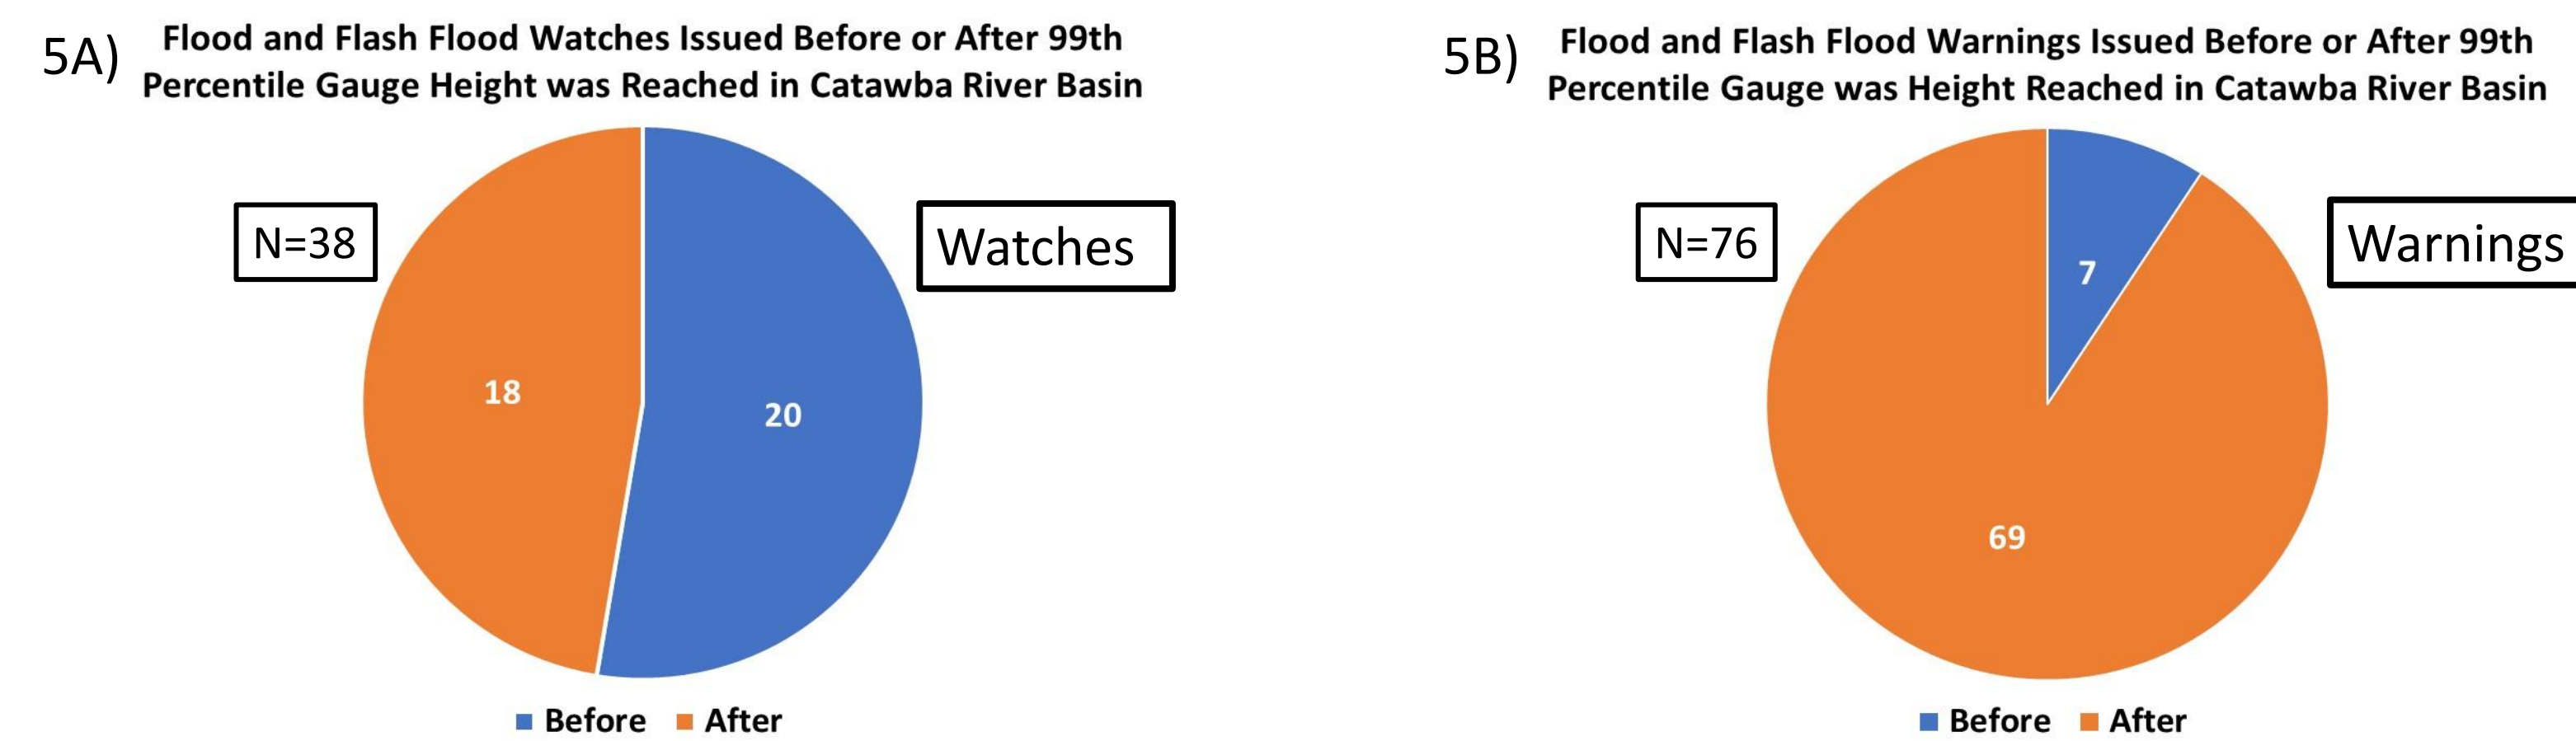 5A)
Flood and Flash Flood Watches Issued Before or After 99th
Percentile Gauge Height was Reached in Catawba River Basin
N=38
Watches
18
20
Before After
5B)
Flood and Flash Flood Warnings Issued Before or After 99th
Percentile Gauge was Height Reached in Catawba River Basin
N=76
Warnings
7
69
Before After